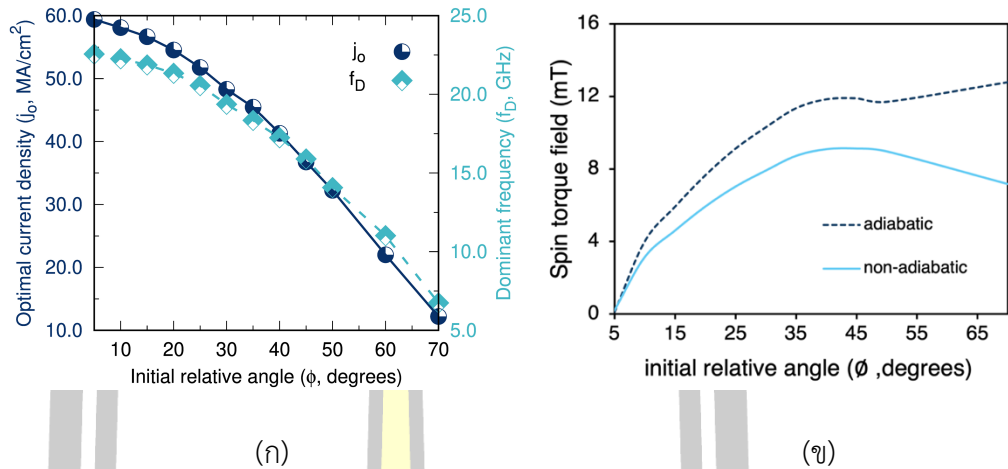 60.0
50.0
40.0
30.0
20.0
10.0
Optimal current density (jo, MA/cm²)
jo
fD
25.0
20.0
15.0
10.0
5.0
Dominant frequency (fD, GHz)
10 20 30 40 50 60 70
Initial relative angle (ϕ, degrees)
(ก)
16
12
8
4
0
Spin torque field (mT)
adiabatic
non-adiabatic
5 15 25 35 45 55 65
initial relative angle (Ø ,degrees)
(ข)